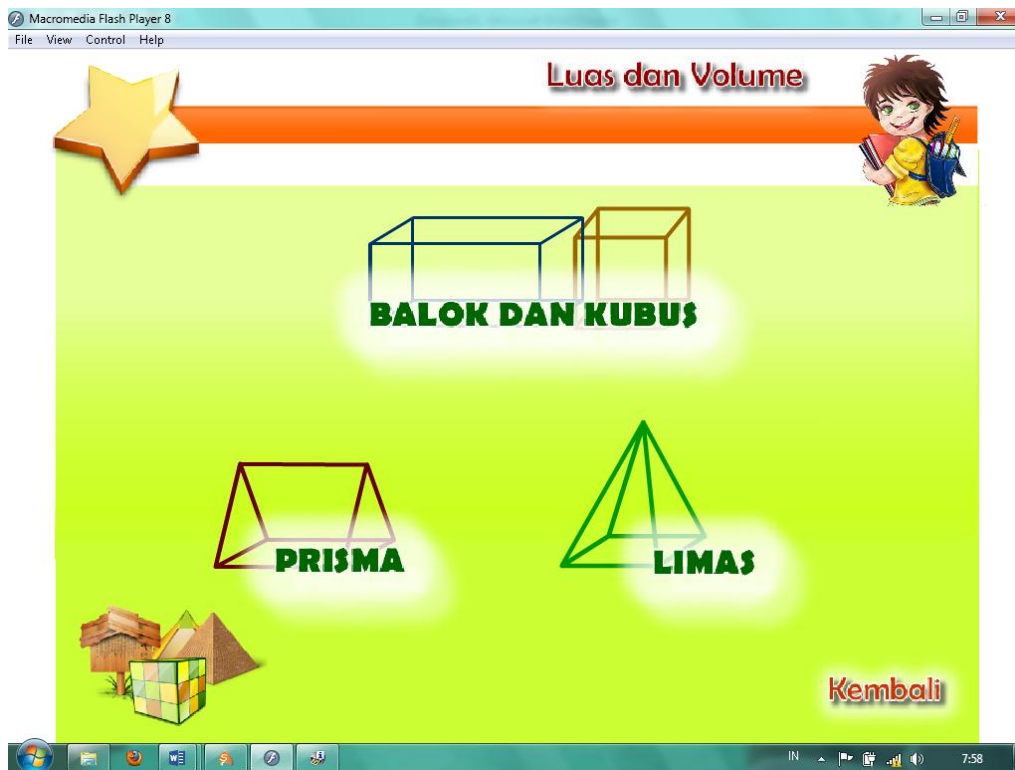 Macromedia Flash Player 8
File View Control Help
Luas dan Volume
BALOK DAN KUBUS
PRISMA
LIMAS
Kembali
IN 7:58